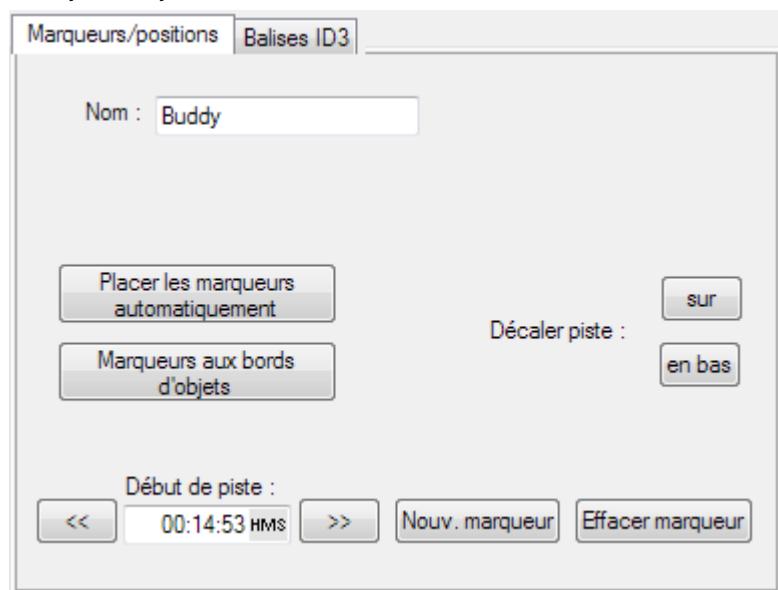 Marqueurs/positions Balises ID3
Nom : Buddy
Placer les marqueurs
automatiquement
sur
Décaler piste :
Marqueurs aux bords
d'objets
en bas
Début de piste :
<< 00:14:53 HMS >> Nouv. marqueur Effacer marqueur